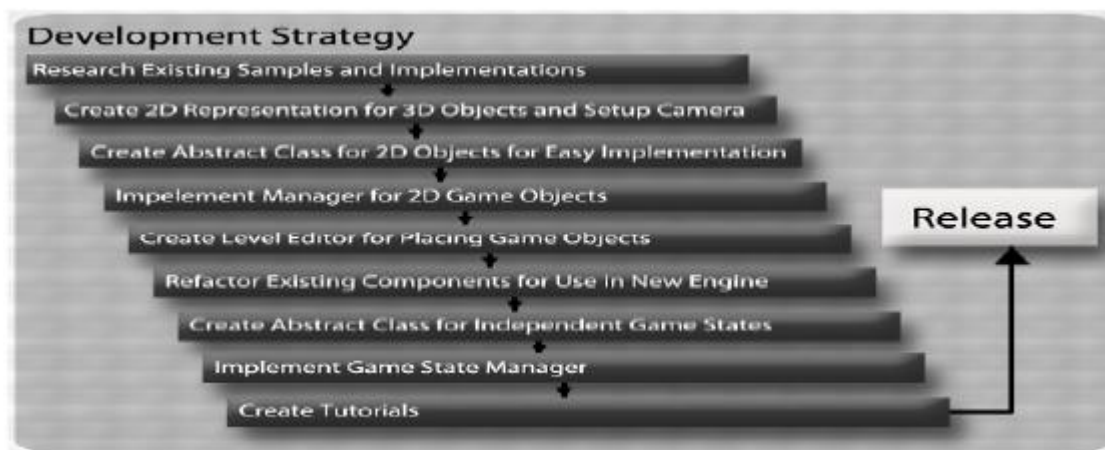 Development Strategy
Research Existing Samples and Implementations
Create 2D Representation for 3D Objects and Setup Camera
Create Abstract Class for 2D Objects for Easy Implementation
Impelement Manager for 2D Game Objects
Create Level Editor for Placing Game Objects
Refactor Existing Components for Use in New Engine
Create Abstract Class for Independent Game States
Implement Game State Manager
Create Tutorials
Release